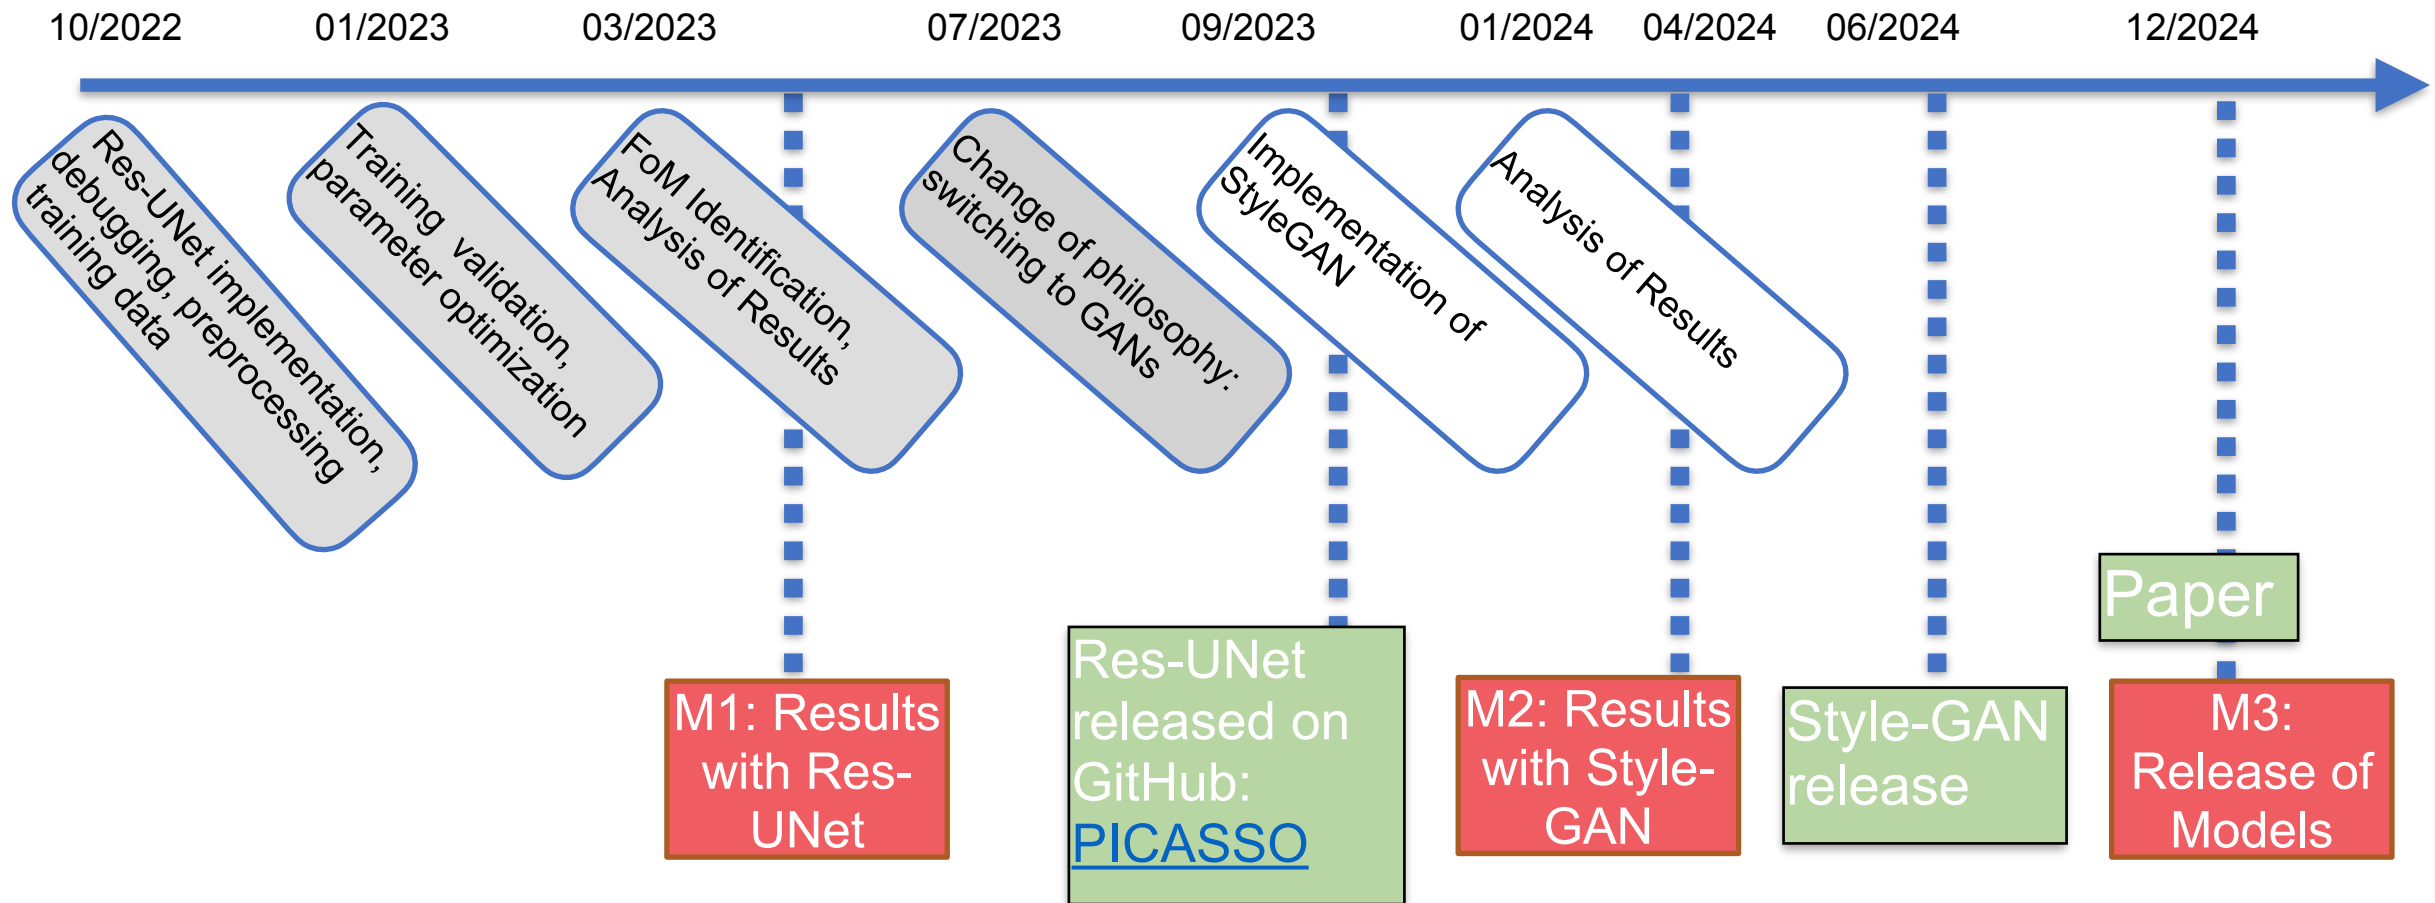 10/2022 01/2023 03/2023 07/2023 09/2023 01/2024 04/2024 06/2024 12/2024
Res-UNet implementation,
debugging, preprocessing
training data
Training validation,
parameter optimization
FoM Identification,
Analysis of Results
Change of philosophy:
switching to GANs
Implementation of
StyleGAN
Analysis of Results
M1: Results
with Res-
UNet
Res-UNet
released on
GitHub:
PICASSO
M2: Results
with Style-
GAN
Style-GAN
release
Paper
M3:
Release of
Models